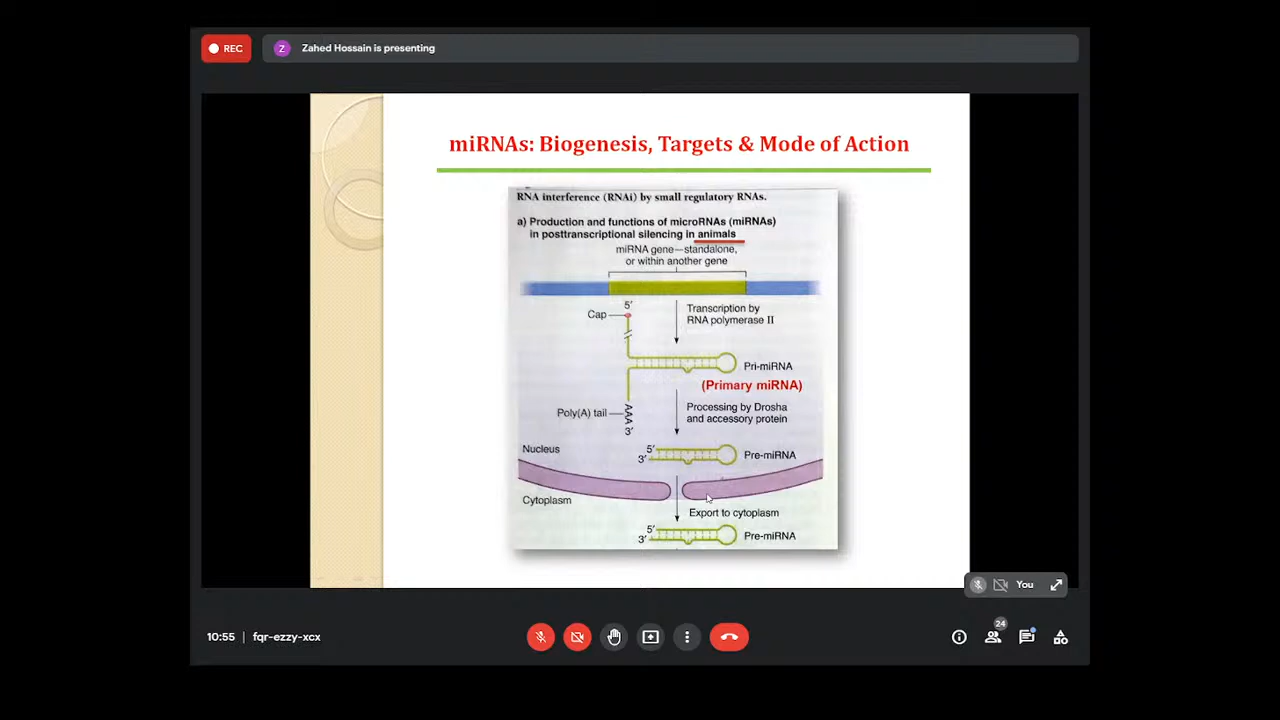 REC
Z
Zahed Hossain is presenting
miRNAs: Biogenesis, Targets & Mode of Action
RNA interference (RNAi) by small regulatory RNAs.
a) Production and functions of microRNAs (miRNAs)
in posttranscriptional silencing in animals
miRNA gene—standalone,
or within another gene
5′
Cap
Transcription by
RNA polymerase II
Pri-miRNA
(Primary miRNA)
Processing by Drosha
and accessory protein
Poly(A) tail
AAA
3′
Nucleus
5′
3′
Pre-miRNA
Cytoplasm
Export to cytoplasm
5′
3′
Pre-miRNA
You
10:55 | fqr-ezzy-xcx
24